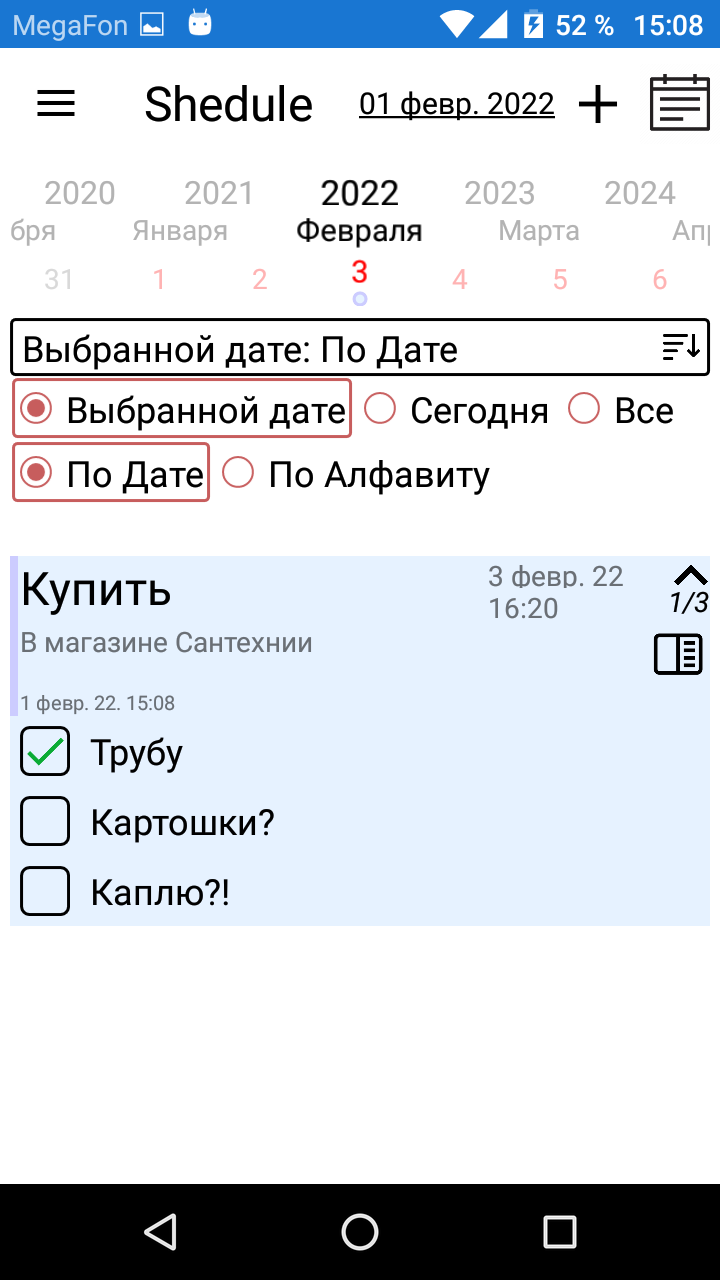 MegaFon 52 % 15:08
Shedule 01 февр. 2022
2020 2021 2022 2023 2024
бря Января Февраля Марта Апр
31 1 2 3 4 5 6
Выбранной дате: По Дате
Выбранной дате Сегодня Все
По Дате По Алфавиту
Купить 3 февр. 22
16:20 1/3
В магазине Сантехнии
1 февр. 22. 15:08
Трубу
Картошки?
Каплю?!